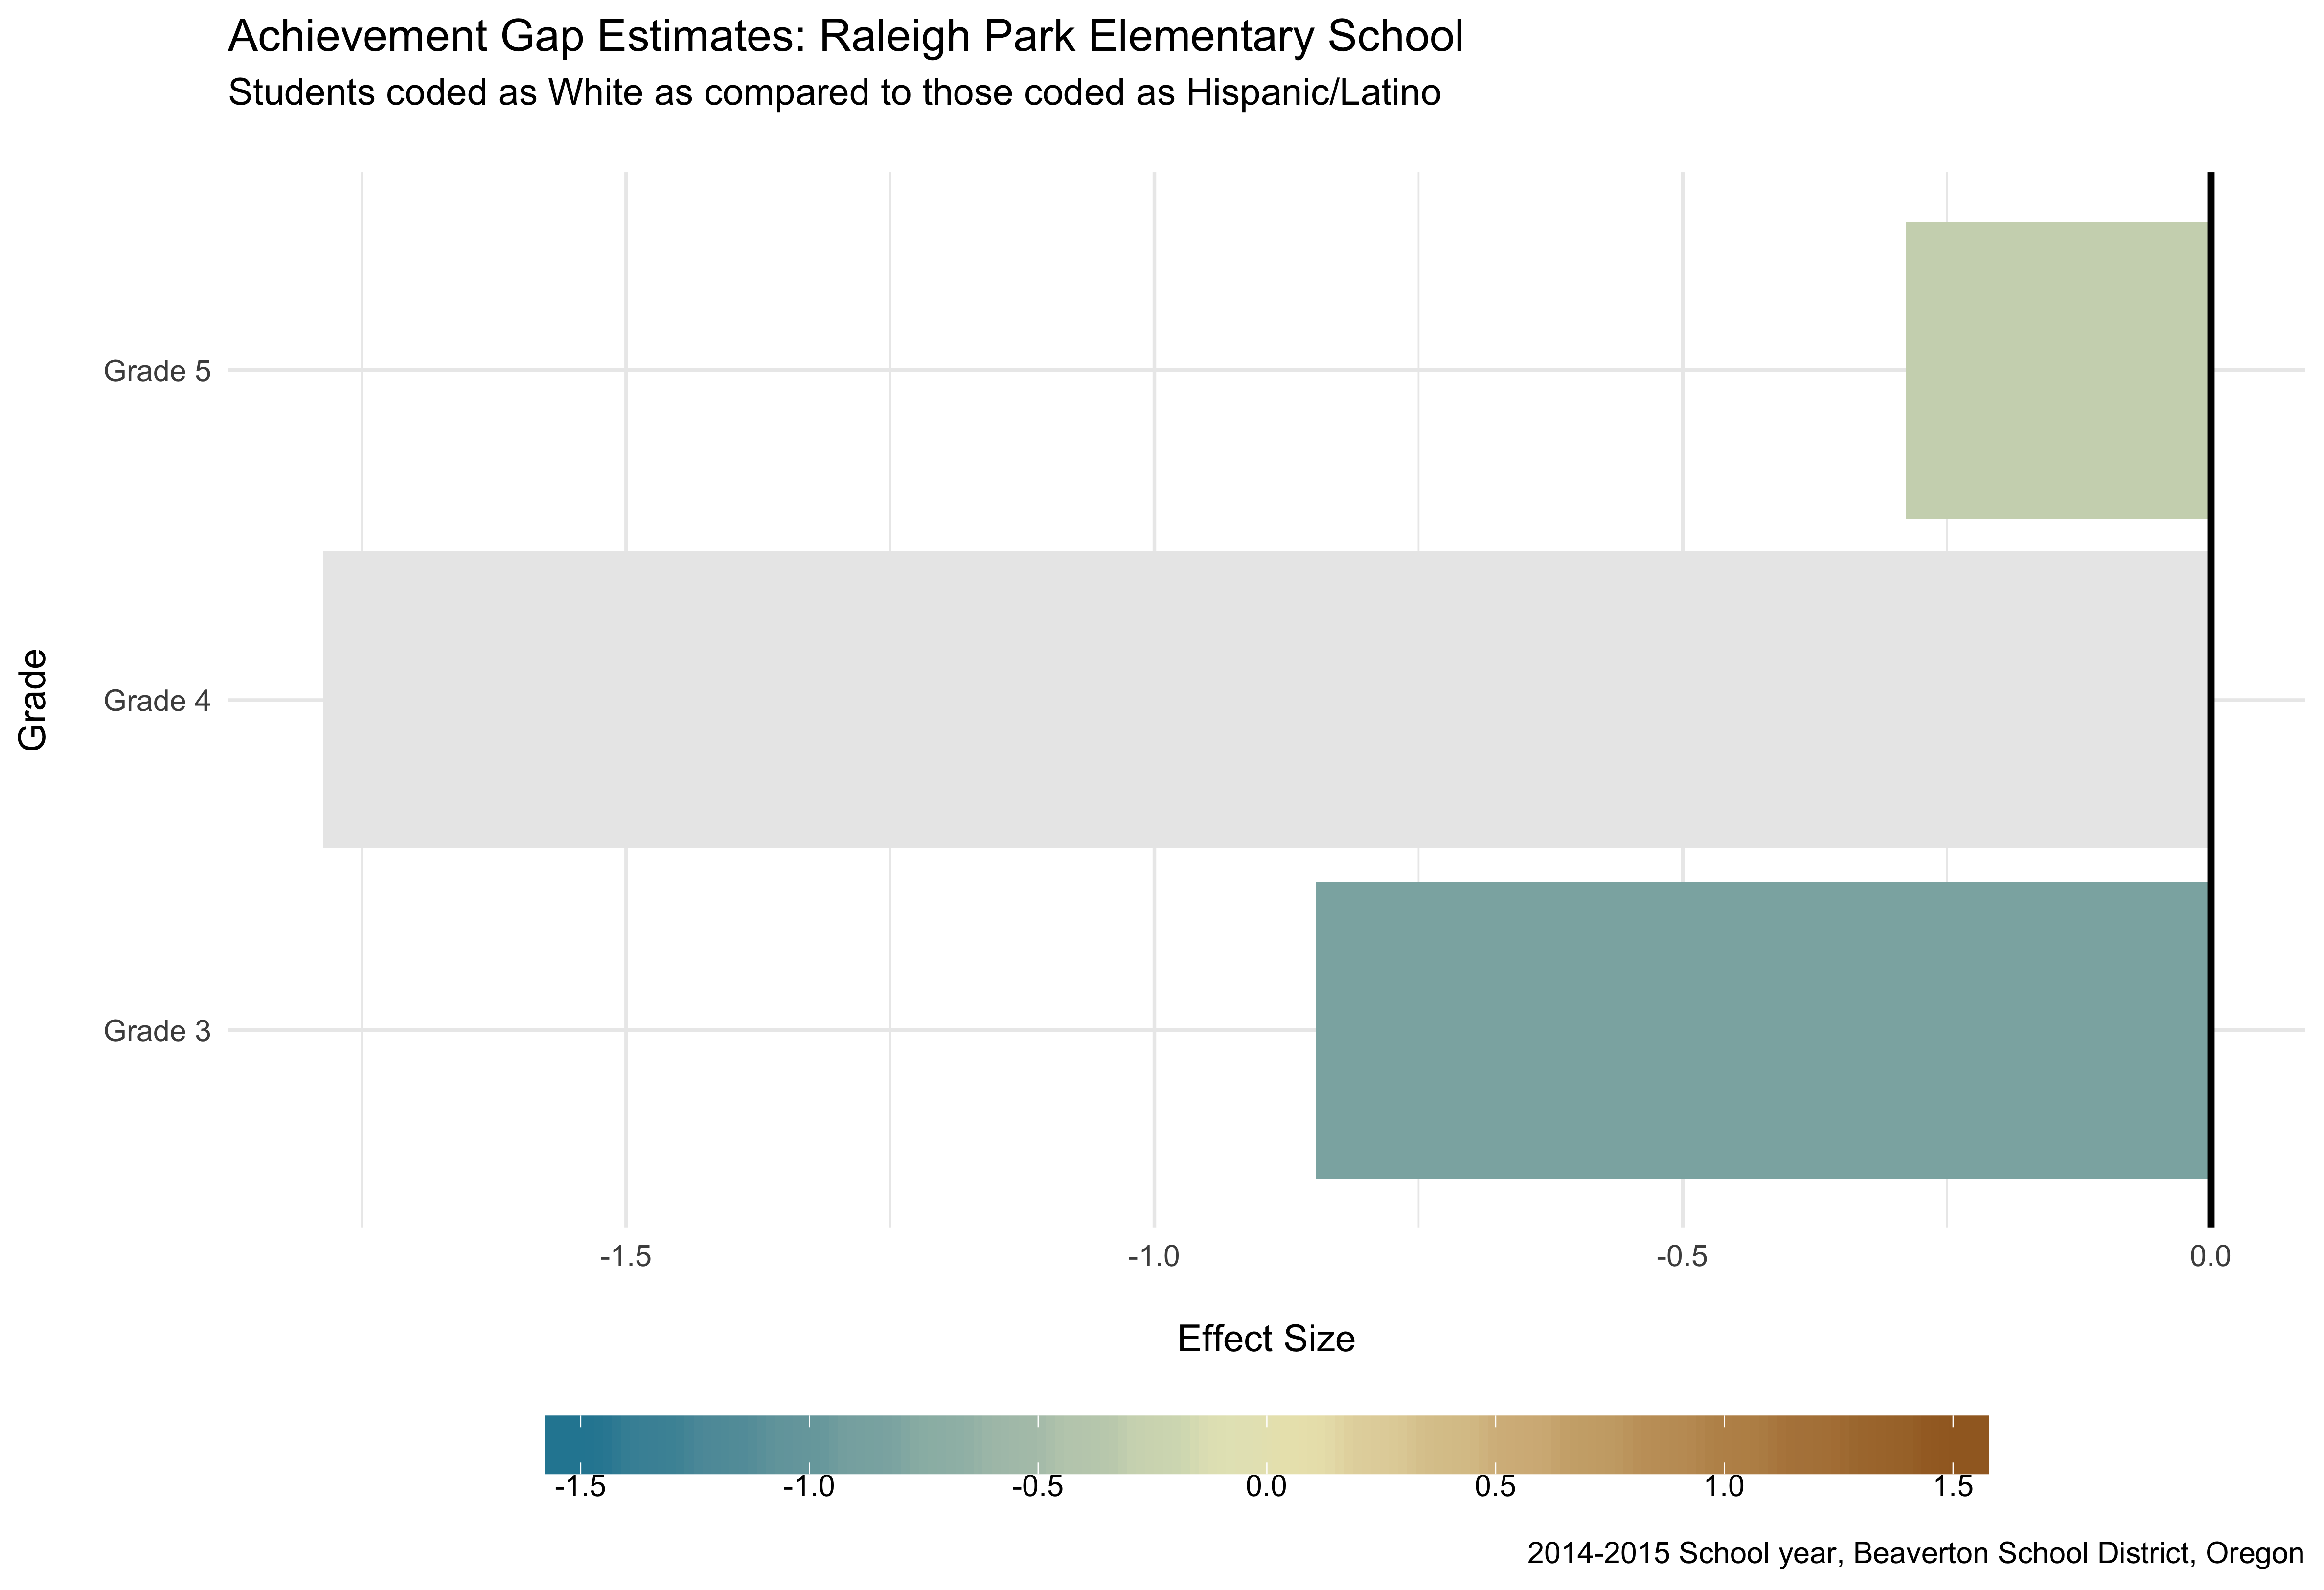 Achievement Gap Estimates: Raleigh Park Elementary School
Students coded as White as compared to those coded as Hispanic/Latino
Grade
Grade 5
Grade 4
Grade 3
-1.5 -1.0 -0.5 0.0
Effect Size
-1.5 -1.0 -0.5 0.0 0.5 1.0 1.5
2014-2015 School year, Beaverton School District, Oregon